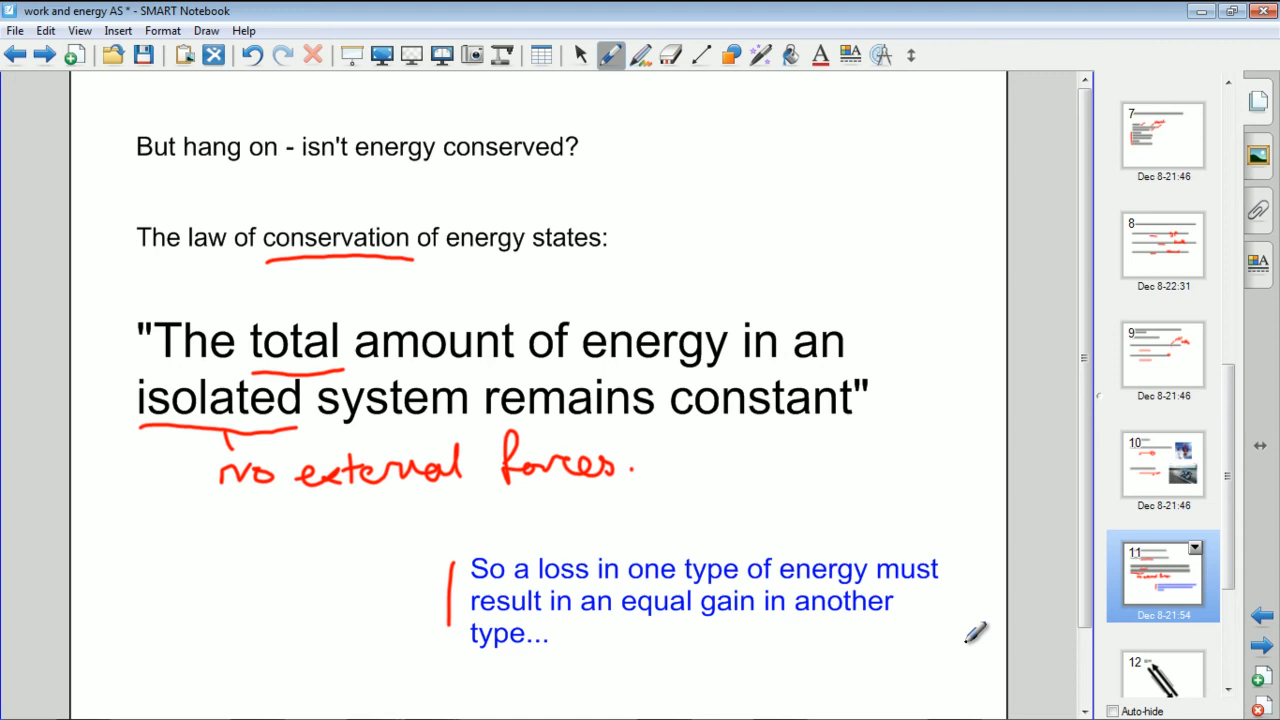 work and energy AS * - SMART Notebook
File Edit View Insert Format Draw Help
But hang on - isn't energy conserved?
The law of conservation of energy states:
"The total amount of energy in an
isolated system remains constant"
No external forces.
So a loss in one type of energy must
result in an equal gain in another
type...
7
Dec 8-21:46
8
Dec 8-22:31
9
Dec 8-21:46
10
Dec 8-21:46
11
Dec 8-21:54
12
Auto-hide